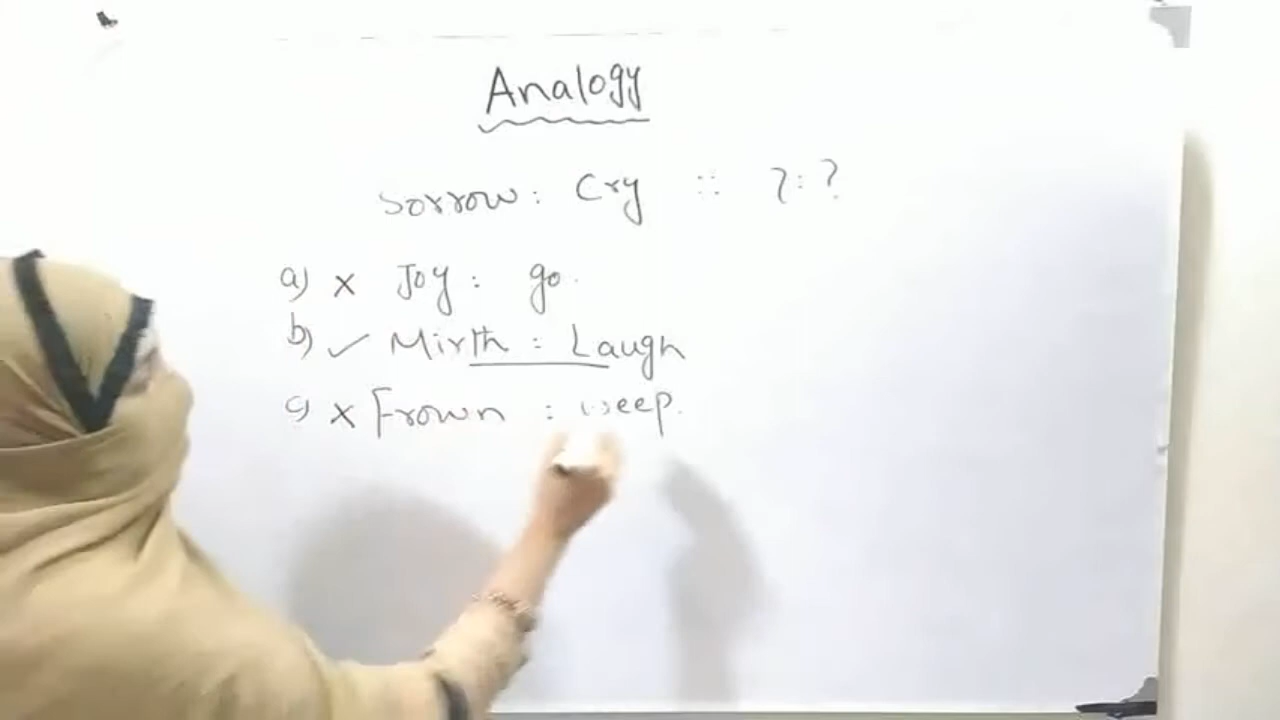 Analogy
Sorrow : Cry :: ? : ?
a) × Joy : go.
b) ✓ Mirth : Laugh
c) × Frown : weep.